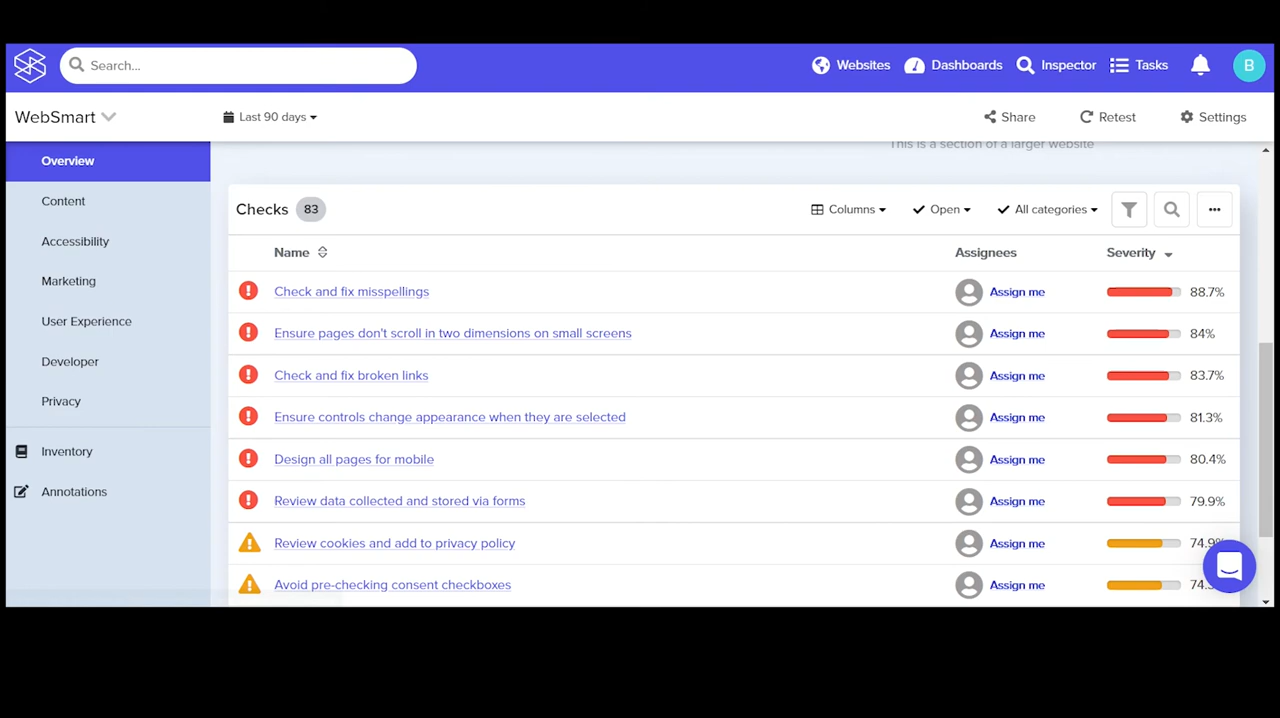 Search...
Websites Dashboards Inspector Tasks B
WebSmart Last 90 days Share Retest Settings
Overview
Content
Accessibility
Marketing
User Experience
Developer
Privacy
Inventory
Annotations
This is a section of a larger website
Checks 83 Columns Open All categories
Name Assignees Severity
Check and fix misspellings Assign me 88.7%
Ensure pages don't scroll in two dimensions on small screens Assign me 84%
Check and fix broken links Assign me 83.7%
Ensure controls change appearance when they are selected Assign me 81.3%
Design all pages for mobile Assign me 80.4%
Review data collected and stored via forms Assign me 79.9%
Review cookies and add to privacy policy Assign me 74.9%
Avoid pre-checking consent checkboxes Assign me